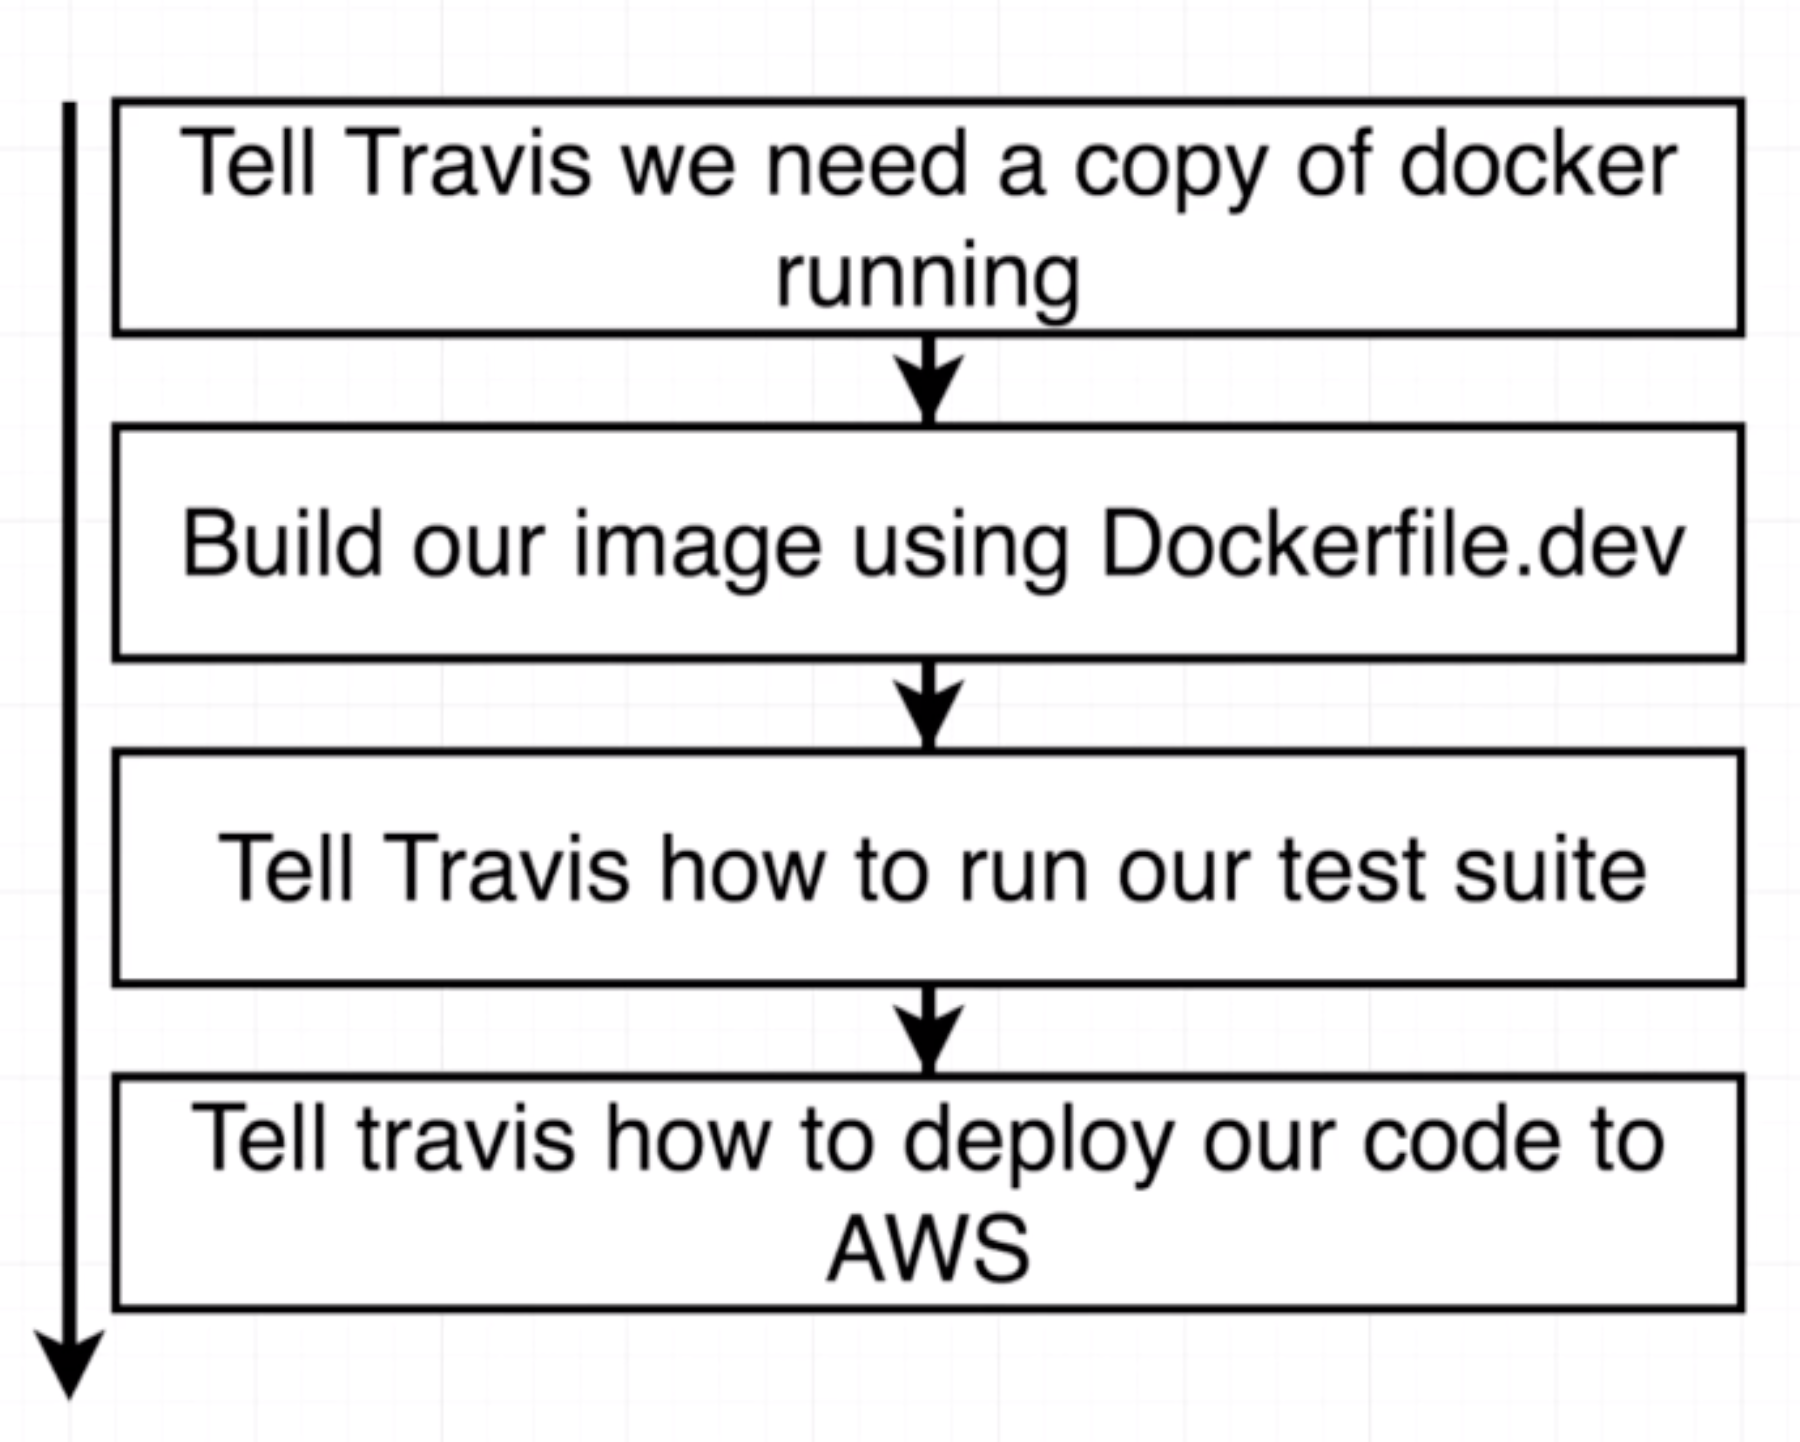 Tell Travis we need a copy of docker
running
Build our image using Dockerfile.dev
Tell Travis how to run our test suite
Tell travis how to deploy our code to
AWS